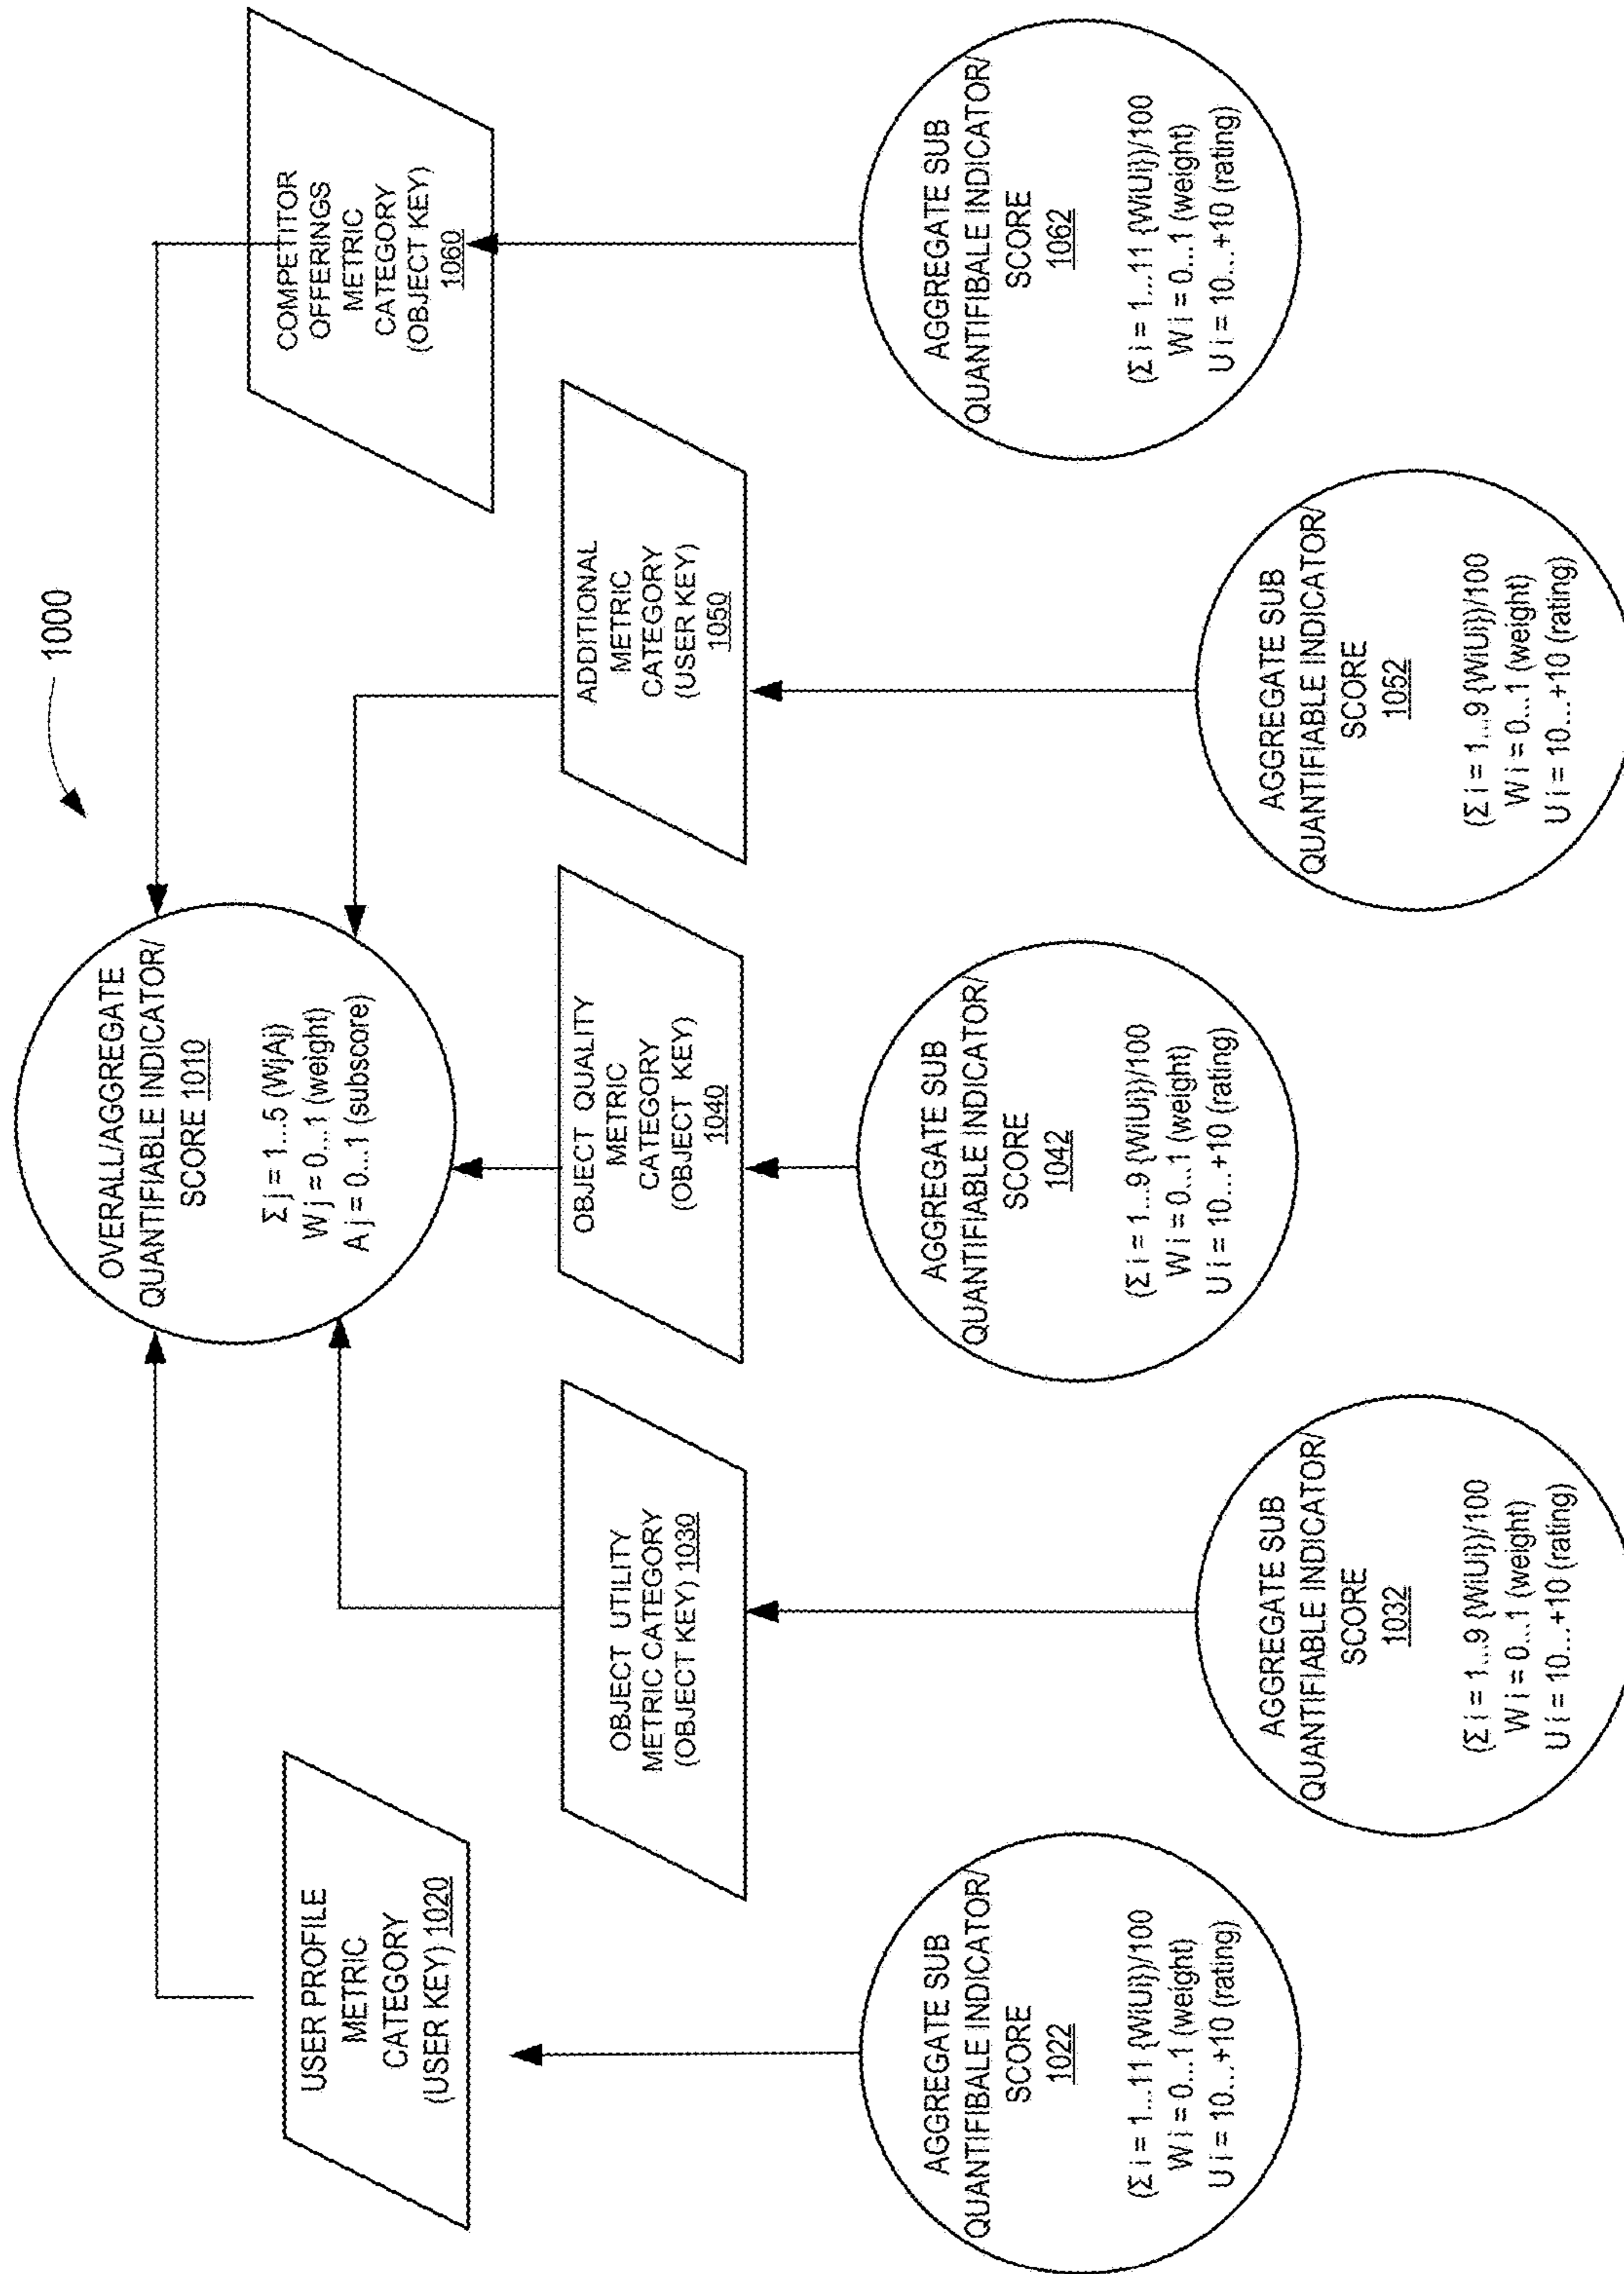 1000
OVERALL/AGGREGATE
QUANTIFIABLE INDICATOR/
SCORE 1010
Σ j = 1...5 (WjAj)
W j = 0...1 (weight)
A j = 0...1 (subscore)
USER PROFILE
METRIC
CATEGORY
(USER KEY) 1020
OBJECT UTILITY
METRIC CATEGORY
(OBJECT KEY) 1030
OBJECT QUALITY
METRIC
CATEGORY
(OBJECT KEY)
1040
ADDITIONAL
METRIC
CATEGORY
(USER KEY)
1050
COMPETITOR
OFFERINGS
METRIC
CATEGORY
(OBJECT KEY)
1060
AGGREGATE SUB
QUANTIFIBALE INDICATOR/
SCORE
1022
(Σ i = 1...11 {WiUi})/100
W i = 0...1 (weight)
U i = 10...+10 (rating)
AGGREGATE SUB
QUANTIFIABLE INDICATOR/
SCORE
1032
(Σ i = 1...9 {WiUi})/100
W i = 0...1 (weight)
U i = 10...+10 (rating)
AGGREGATE SUB
QUANTIFIABLE INDICATOR/
SCORE
1042
(Σ i = 1...9 {WiUi})/100
W i = 0...1 (weight)
U i = 10...+10 (rating)
AGGREGATE SUB
QUANTIFIABLE INDICATOR/
SCORE
1052
(Σ i = 1...9 {WiUi})/100
W i = 0...1 (weight)
U i = 10...+10 (rating)
AGGREGATE SUB
QUANTIFIBALE INDICATOR/
SCORE
1062
(Σ i = 1...11 {WiUi})/100
W i = 0...1 (weight)
U i = 10...+10 (rating)